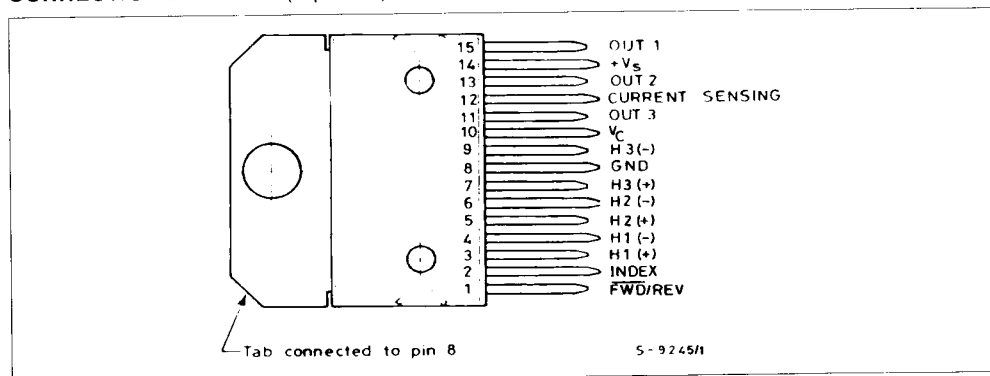 15 OUT 1
14 +Vs
13 OUT 2
12 CURRENT SENSING
11 OUT 3
10 VC
9 H3(-)
8 GND
7 H3(+)
6 H2(-)
5 H2(+)
4 H1(-)
3 H1(+)
2 INDEX
1 F̅W̅D̅/REV
Tab connected to pin 8
S-9245/1